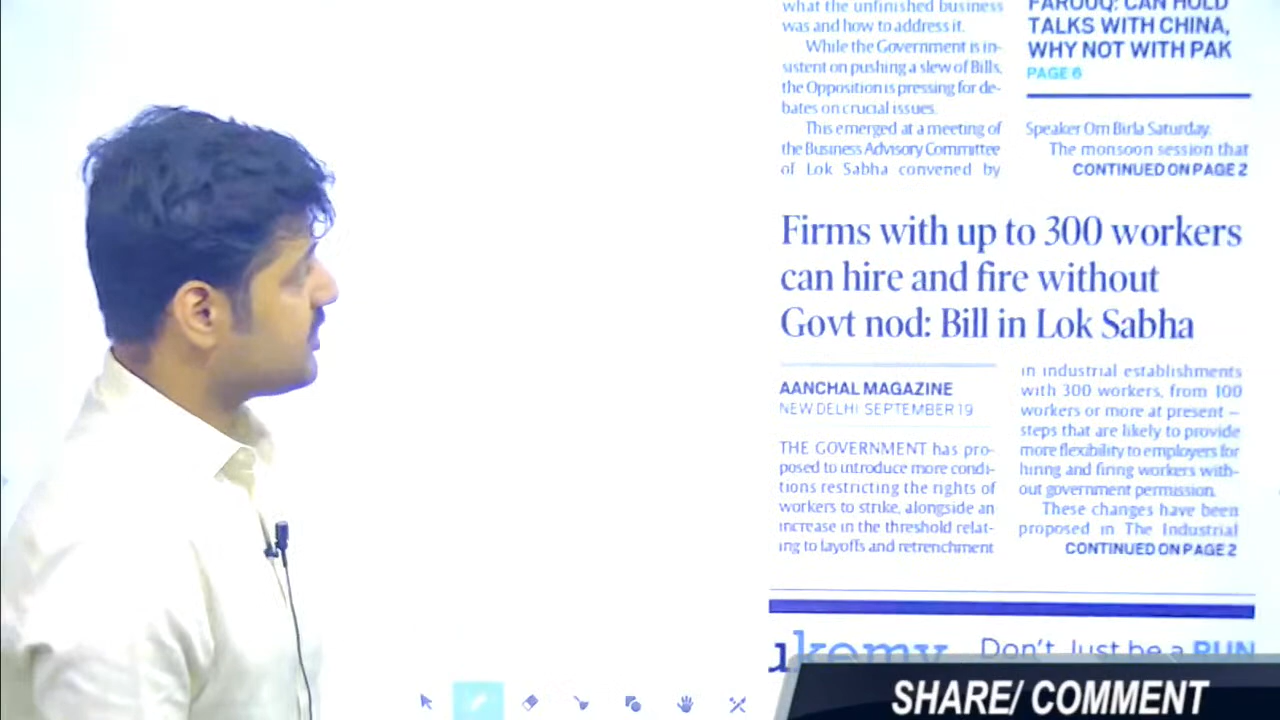 what the unfinished business
was and how to address it.
While the Government is in-
sistent on pushing a slew of Bills,
the Opposition is pressing for de-
bates on crucial issues.
This emerged at a meeting of
the Business Advisory Committee
of Lok Sabha convened by
FAROOQ: CAN HOLD
TALKS WITH CHINA,
WHY NOT WITH PAK
PAGE 6
Speaker Om Birla Saturday.
The monsoon session that
CONTINUED ON PAGE 2
Firms with up to 300 workers
can hire and fire without
Govt nod: Bill in Lok Sabha
AANCHAL MAGAZINE
NEW DELHI SEPTEMBER 19
THE GOVERNMENT has pro-
posed to introduce more condi-
tions restricting the rights of
workers to strike, alongside an
increase in the threshold relat-
ing to layoffs and retrenchment
in industrial establishments
with 300 workers, from 100
workers or more at present –
steps that are likely to provide
more flexibility to employers for
hiring and firing workers with-
out government permission.
These changes have been
proposed in The Industrial
CONTINUED ON PAGE 2
Don't Just be a RUN
SHARE/ COMMENT